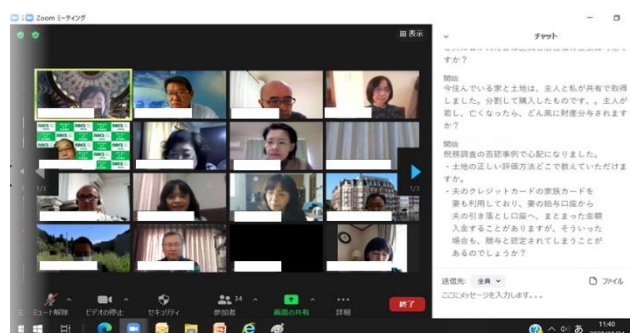 Zoom ミーティング
表示
1/3
1/3
ミュート解除
ビデオの停止
セキュリティ
参加者
34
画面の共有
詳細
終了
チャット
すか?
開始
今住んでいる家と土地は、主人と私が共有で取得
しました。分割して購入したものです。。主人が
若し、亡くなったら、どん風に財産分与されます
か?
開始
税務調査の否認事例で心配になりました。
・土地の正しい評価方法どこで教えていただけま
すか。
・夫のクレジットカードの家族カードを
妻も利用しており、妻の給与口座から
夫の引き落とし口座へ、まとまった金額
入金することがありますが、そういった
場合も、贈与と認定されてしまうことが
あるのでしょうか?
送信先: 全員
ファイル
ここにメッセージを入力します。。。
あ
11:40